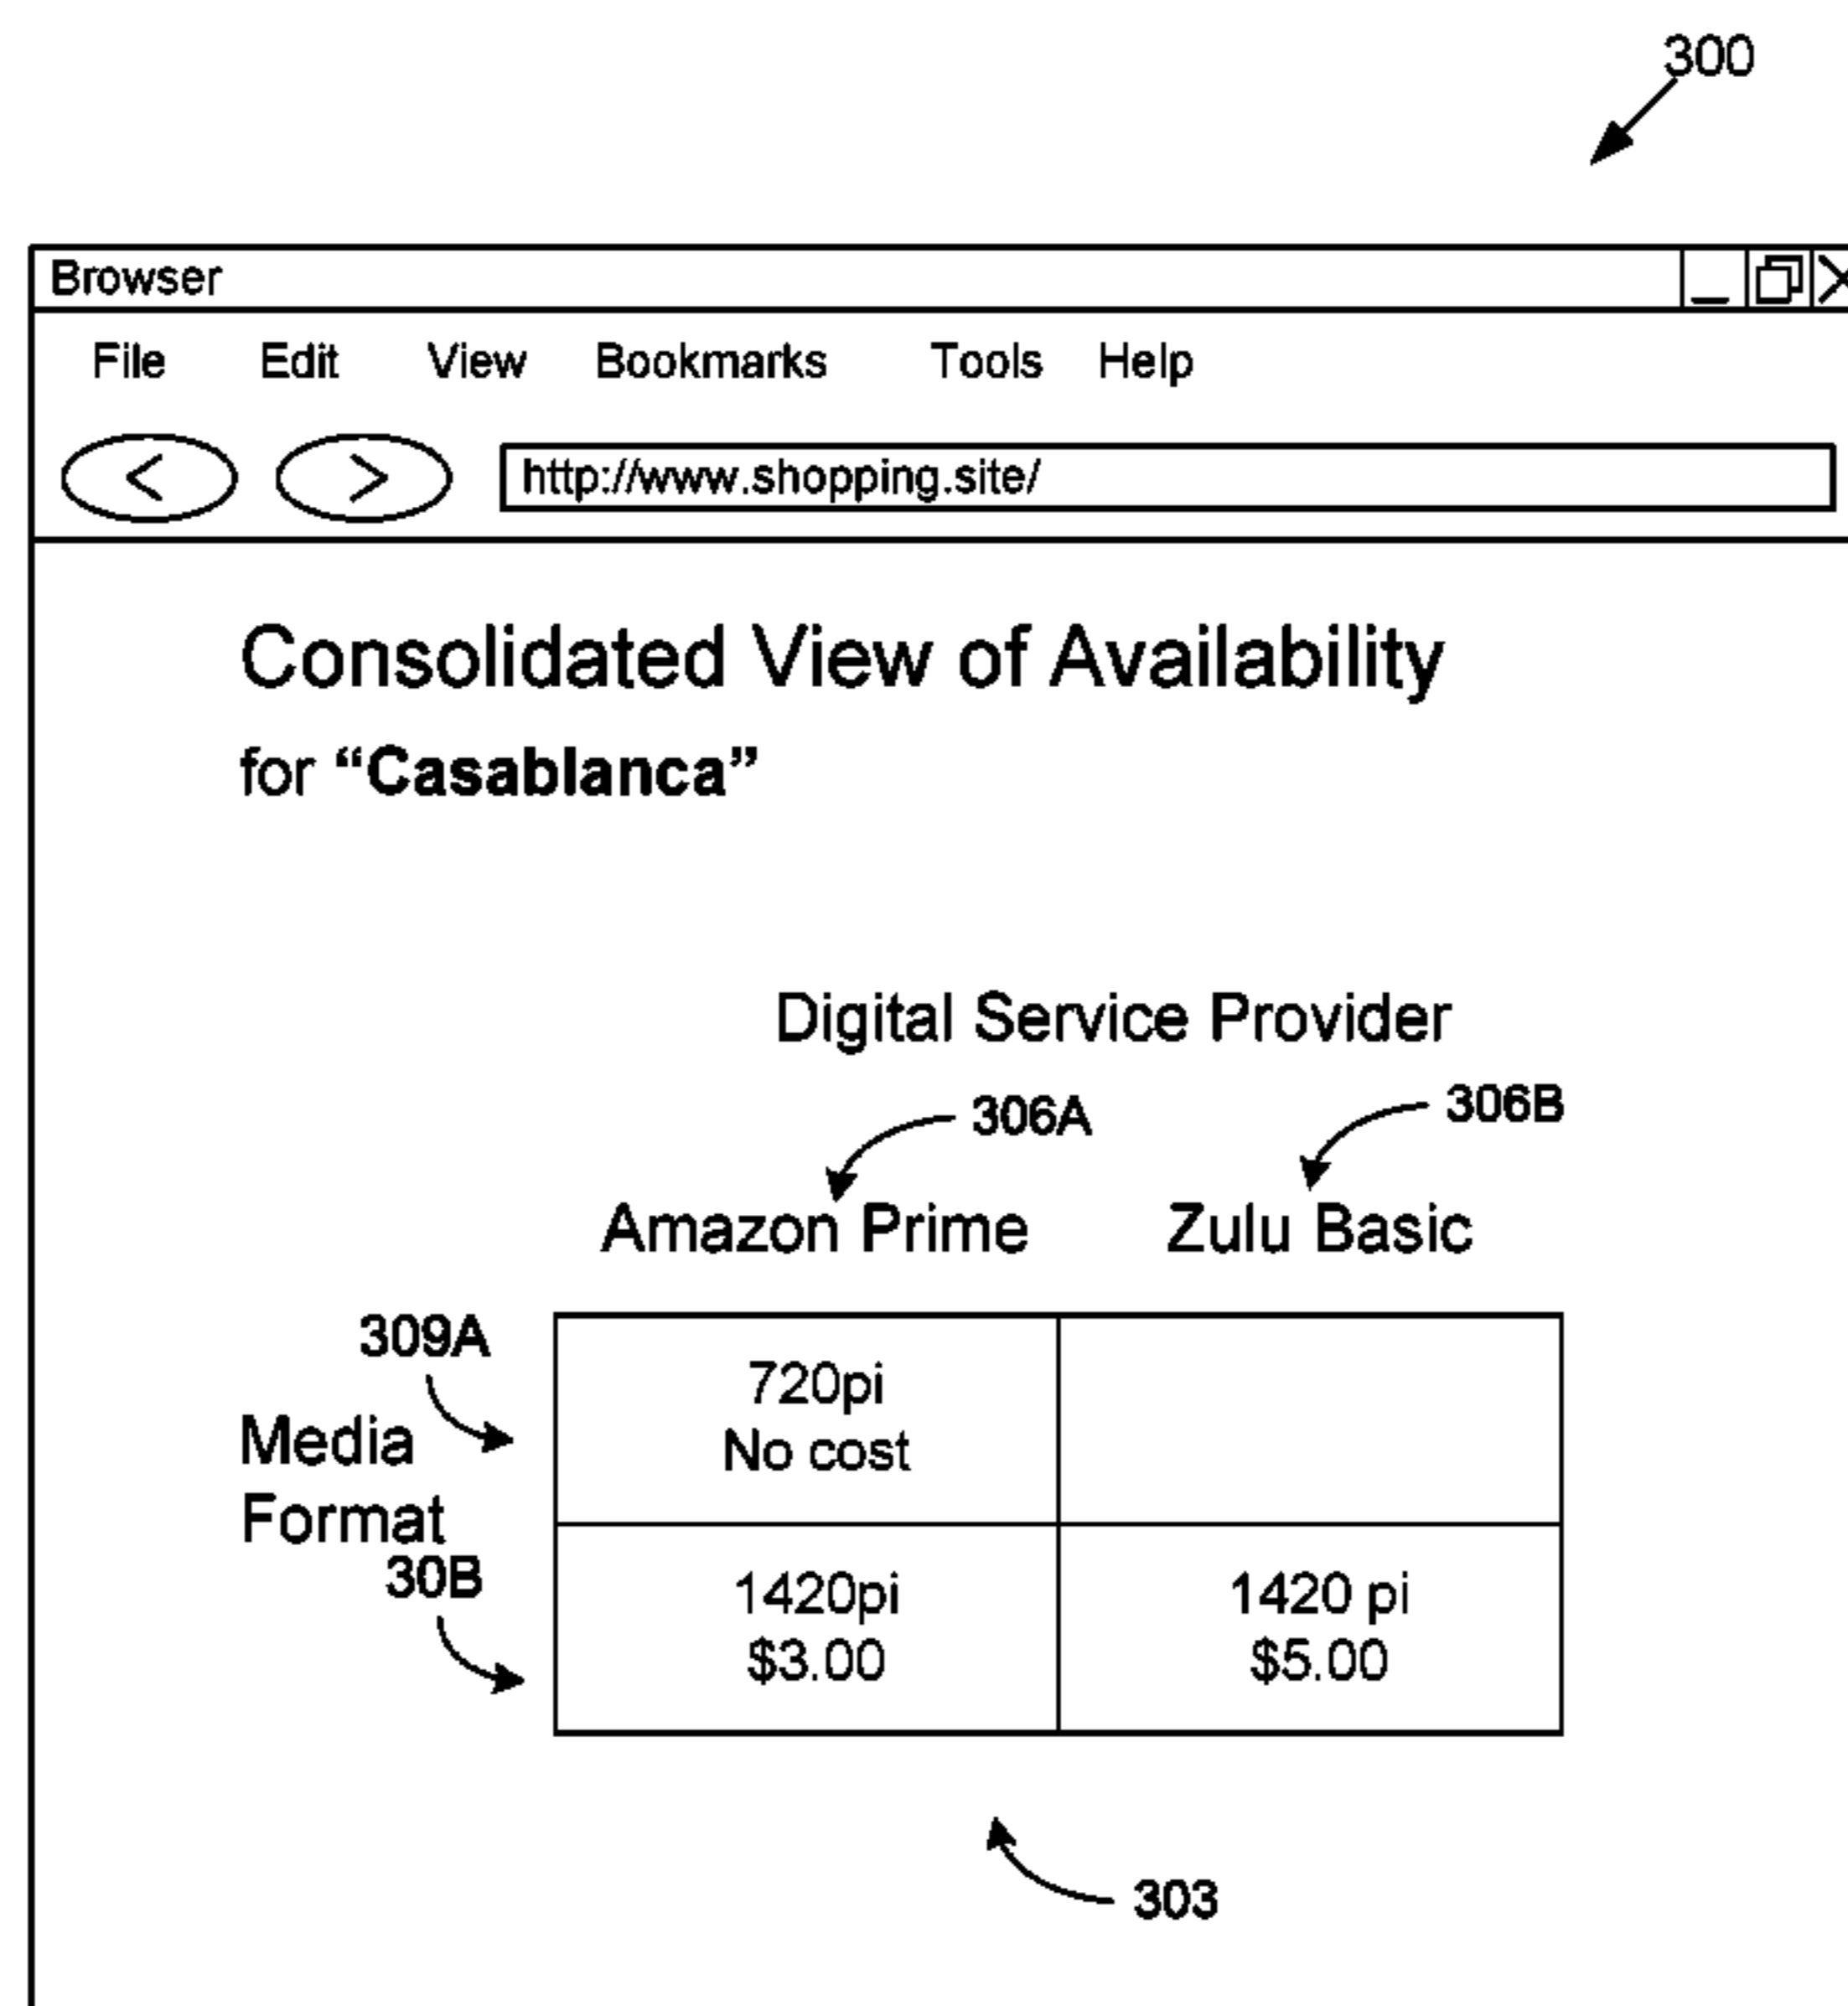 300
Browser
File Edit View Bookmarks Tools Help
< > http://www.shopping.site/
Consolidated View of Availability
for “Casablanca”
Digital Service Provider
306A 306B
Amazon Prime Zulu Basic
309A
720pi
No cost
Media
Format
30B
1420pi 1420 pi
$3.00 $5.00
303